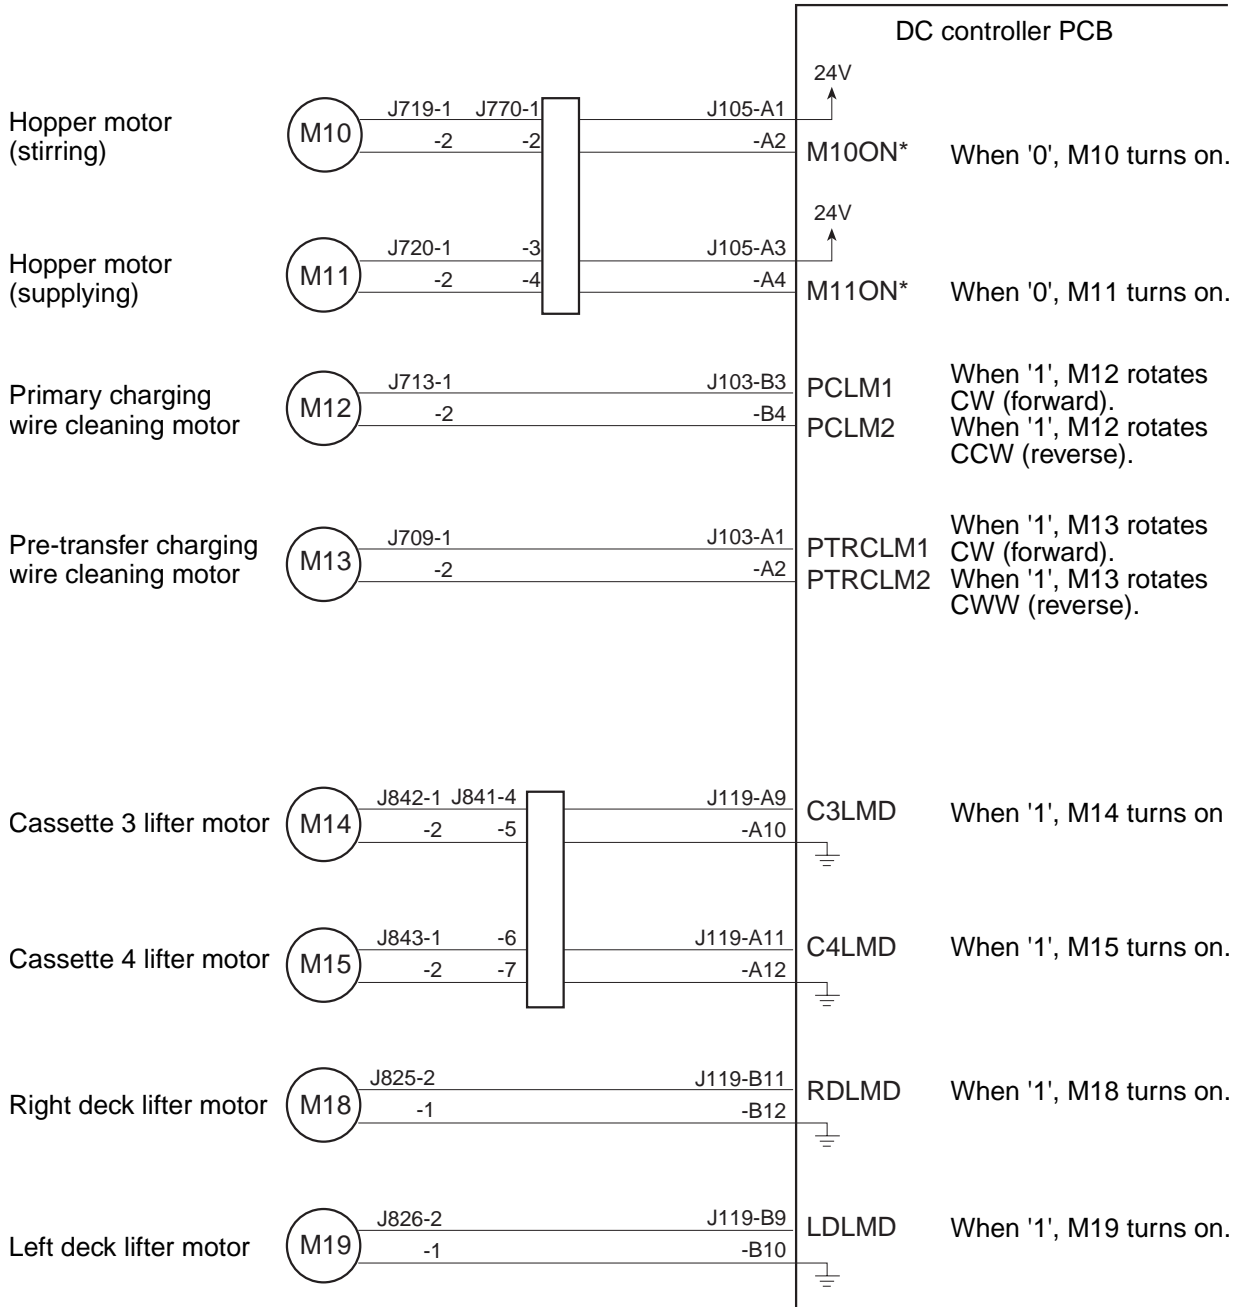 DC controller PCB
24V
Hopper motor
(stirring)
M10
J719-1 J770-1 J105-A1
-2 -2 -A2
M10ON* When '0', M10 turns on.
24V
Hopper motor
(supplying)
M11
J720-1 -3 J105-A3
-2 -4 -A4
M11ON* When '0', M11 turns on.
Primary charging
wire cleaning motor
M12
J713-1 J103-B3
-2 -B4
PCLM1 When '1', M12 rotates
CW (forward).
PCLM2 When '1', M12 rotates
CCW (reverse).
Pre-transfer charging
wire cleaning motor
M13
J709-1 J103-A1
-2 -A2
PTRCLM1 When '1', M13 rotates
CW (forward).
PTRCLM2 When '1', M13 rotates
CWW (reverse).
Cassette 3 lifter motor
M14
J842-1 J841-4 J119-A9
-2 -5 -A10
C3LMD When '1', M14 turns on
Cassette 4 lifter motor
M15
J843-1 -6 J119-A11
-2 -7 -A12
C4LMD When '1', M15 turns on.
Right deck lifter motor
M18
J825-2 J119-B11
-1 -B12
RDLMD When '1', M18 turns on.
Left deck lifter motor
M19
J826-2 J119-B9
-1 -B10
LDLMD When '1', M19 turns on.